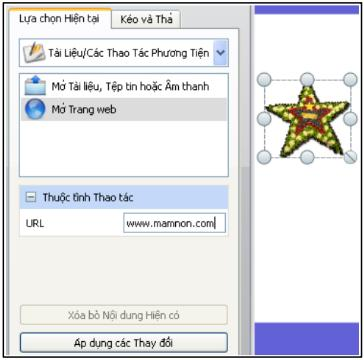 Lựa chọn Hiện tại Kéo và Thả
Tài Liệu/Các Thao Tác Phương Tiện
Mở Tài liệu, Tệp tin hoặc Âm thanh
Mở Trang web
Thuộc tính Thao tác
URL www.mamnon.com
Xóa bỏ Nội dung Hiện có
Áp dụng các Thay đổi